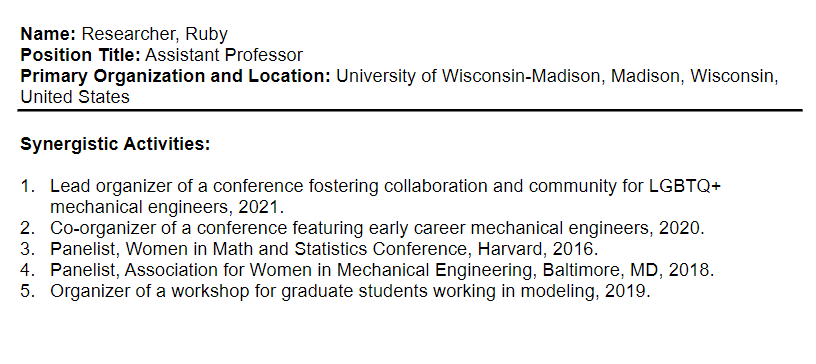 Name: Researcher, Ruby
Position Title: Assistant Professor
Primary Organization and Location: University of Wisconsin-Madison, Madison, Wisconsin,
United States
Synergistic Activities:
1. Lead organizer of a conference fostering collaboration and community for LGBTQ+
mechanical engineers, 2021.
2. Co-organizer of a conference featuring early career mechanical engineers, 2020.
3. Panelist, Women in Math and Statistics Conference, Harvard, 2016.
4. Panelist, Association for Women in Mechanical Engineering, Baltimore, MD, 2018.
5. Organizer of a workshop for graduate students working in modeling, 2019.